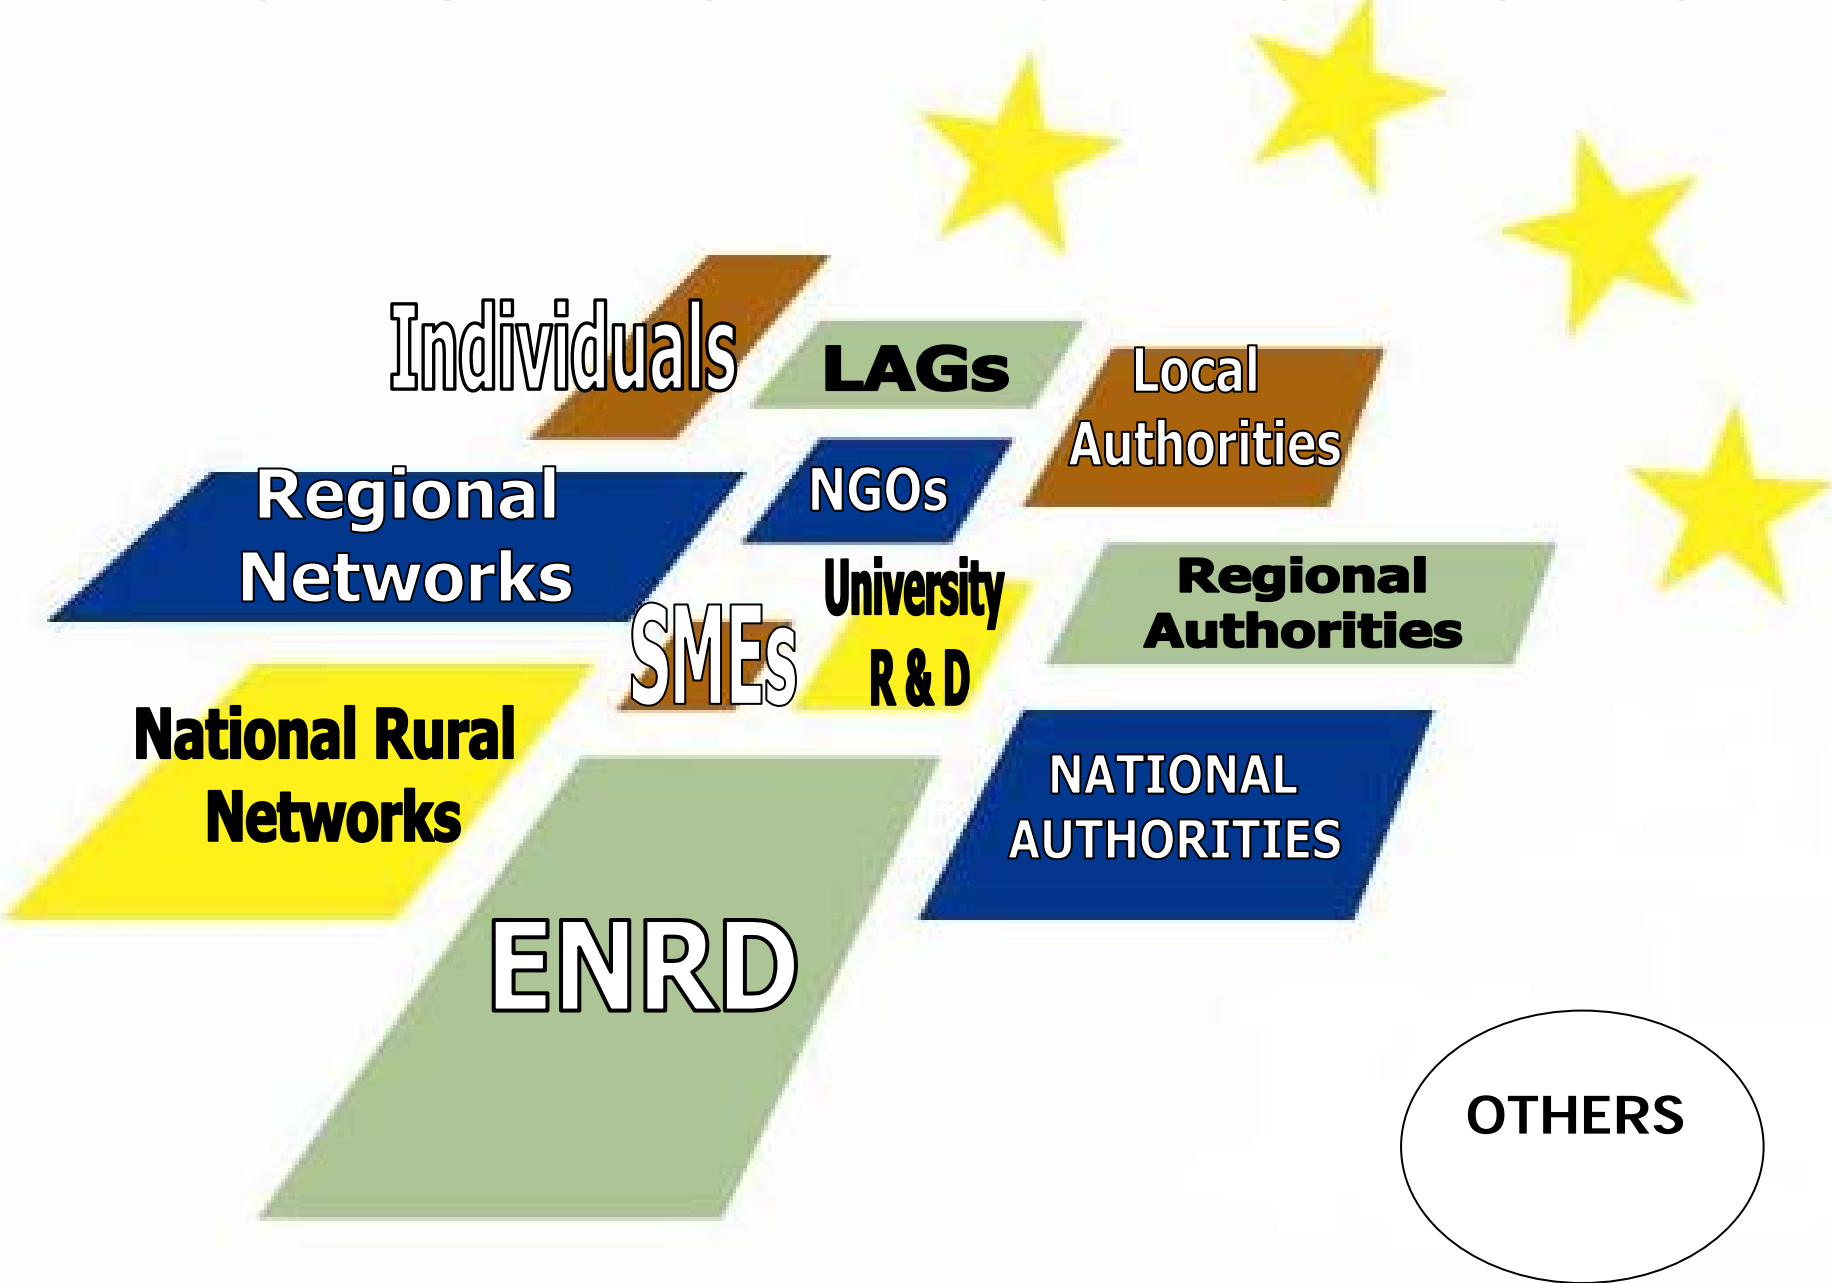 Individuals
LAGs
Local
Authorities
Regional
Networks
NGOs
University
R & D
SMEs
Regional
Authorities
National Rural
Networks
NATIONAL
AUTHORITIES
ENRD
OTHERS